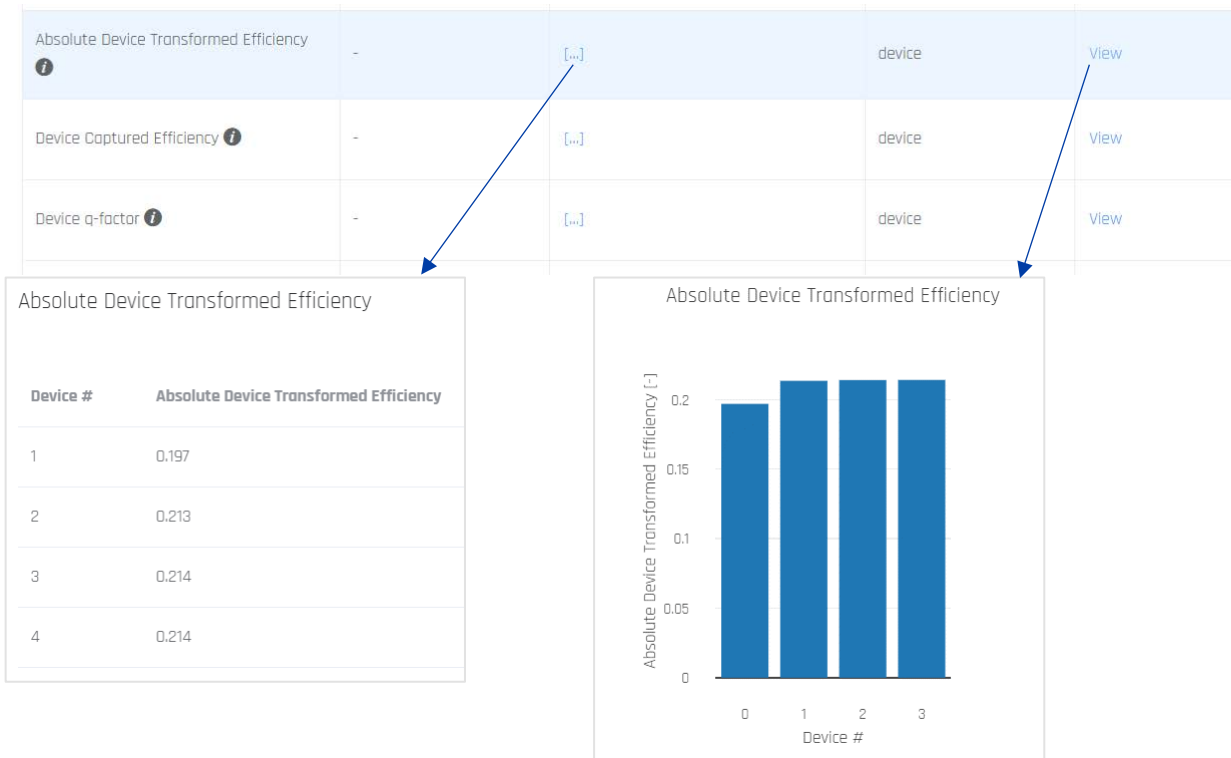 Absolute Device Transformed Efficiency
i
-
[...]
device
View
Device Captured Efficiency i
-
[...]
device
View
Device q-factor i
-
[...]
device
View
Absolute Device Transformed Efficiency
Device #
Absolute Device Transformed Efficiency
1
0.197
2
0.213
3
0.214
4
0.214
Absolute Device Transformed Efficiency
Absolute Device Transformed Efficiency [-]
0.2
0.15
0.1
0.05
0
0
1
2
3
Device #